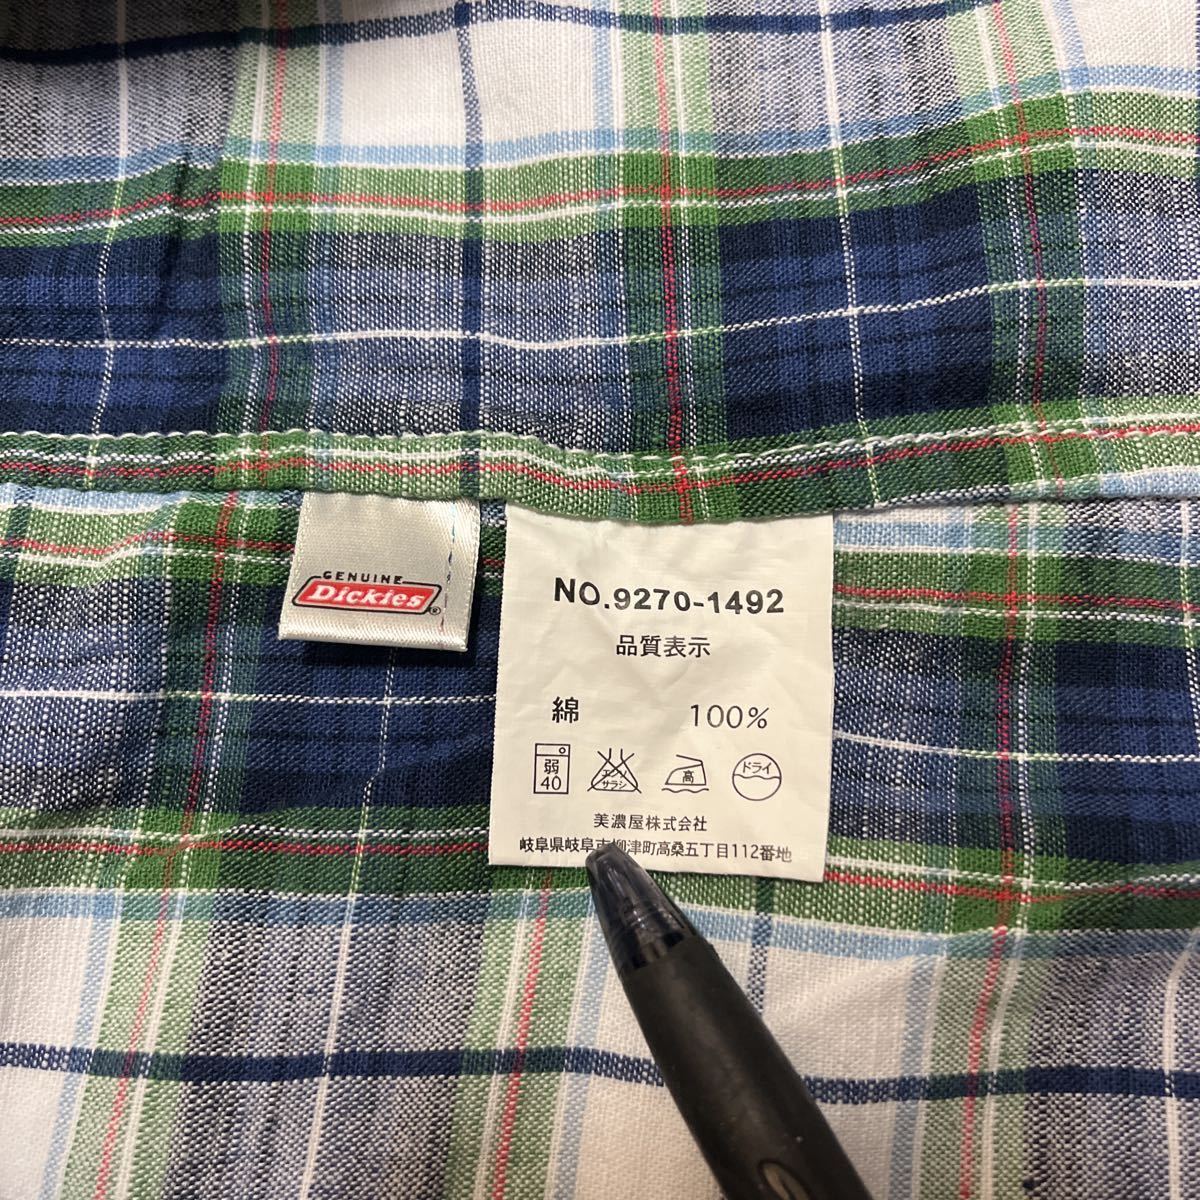 GENUINE
Dickies®
NO.9270-1492
品質表示
綿 100%
弱
40
エンソ
サラシ
高
ドライ
美濃屋株式会社
岐阜県岐阜市柳津町高桑五丁目112番地